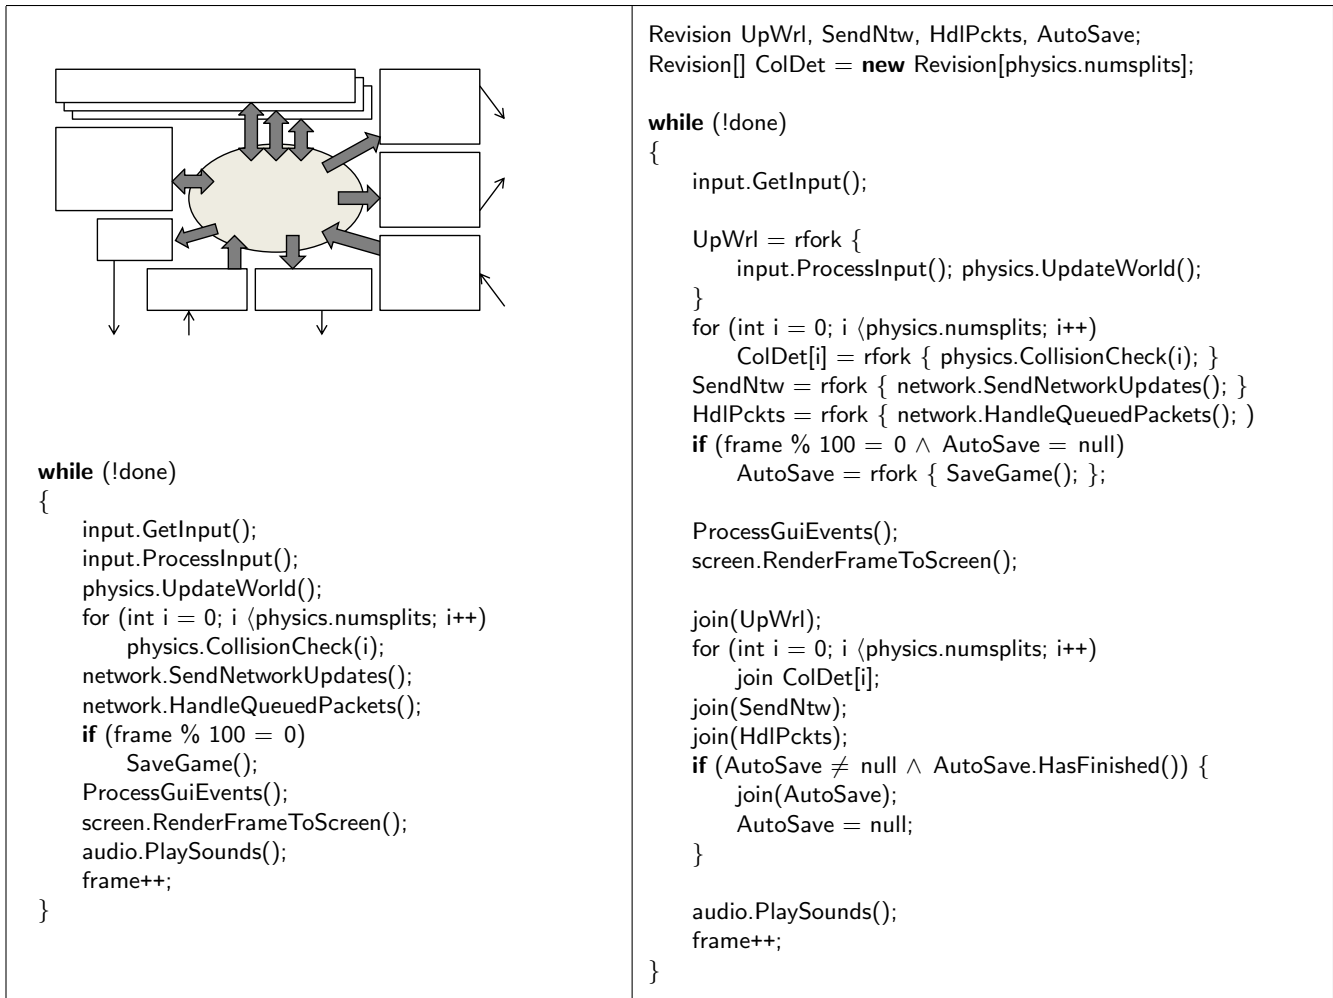 while (!done)
{
input.GetInput();
input.ProcessInput();
physics.UpdateWorld();
for (int i = 0; i ⟨physics.numsplits; i++)
physics.CollisionCheck(i);
network.SendNetworkUpdates();
network.HandleQueuedPackets();
if (frame % 100 = 0)
SaveGame();
ProcessGuiEvents();
screen.RenderFrameToScreen();
audio.PlaySounds();
frame++;
}
Revision UpWrl, SendNtw, HdlPckts, AutoSave;
Revision[] ColDet = new Revision[physics.numsplits];
while (!done)
{
input.GetInput();
UpWrl = rfork {
input.ProcessInput(); physics.UpdateWorld();
}
for (int i = 0; i ⟨physics.numsplits; i++)
ColDet[i] = rfork { physics.CollisionCheck(i); }
SendNtw = rfork { network.SendNetworkUpdates(); }
HdlPckts = rfork { network.HandleQueuedPackets(); )
if (frame % 100 = 0 ∧ AutoSave = null)
AutoSave = rfork { SaveGame(); };
ProcessGuiEvents();
screen.RenderFrameToScreen();
join(UpWrl);
for (int i = 0; i ⟨physics.numsplits; i++)
join ColDet[i];
join(SendNtw);
join(HdlPckts);
if (AutoSave ≠ null ∧ AutoSave.HasFinished()) {
join(AutoSave);
AutoSave = null;
}
audio.PlaySounds();
frame++;
}